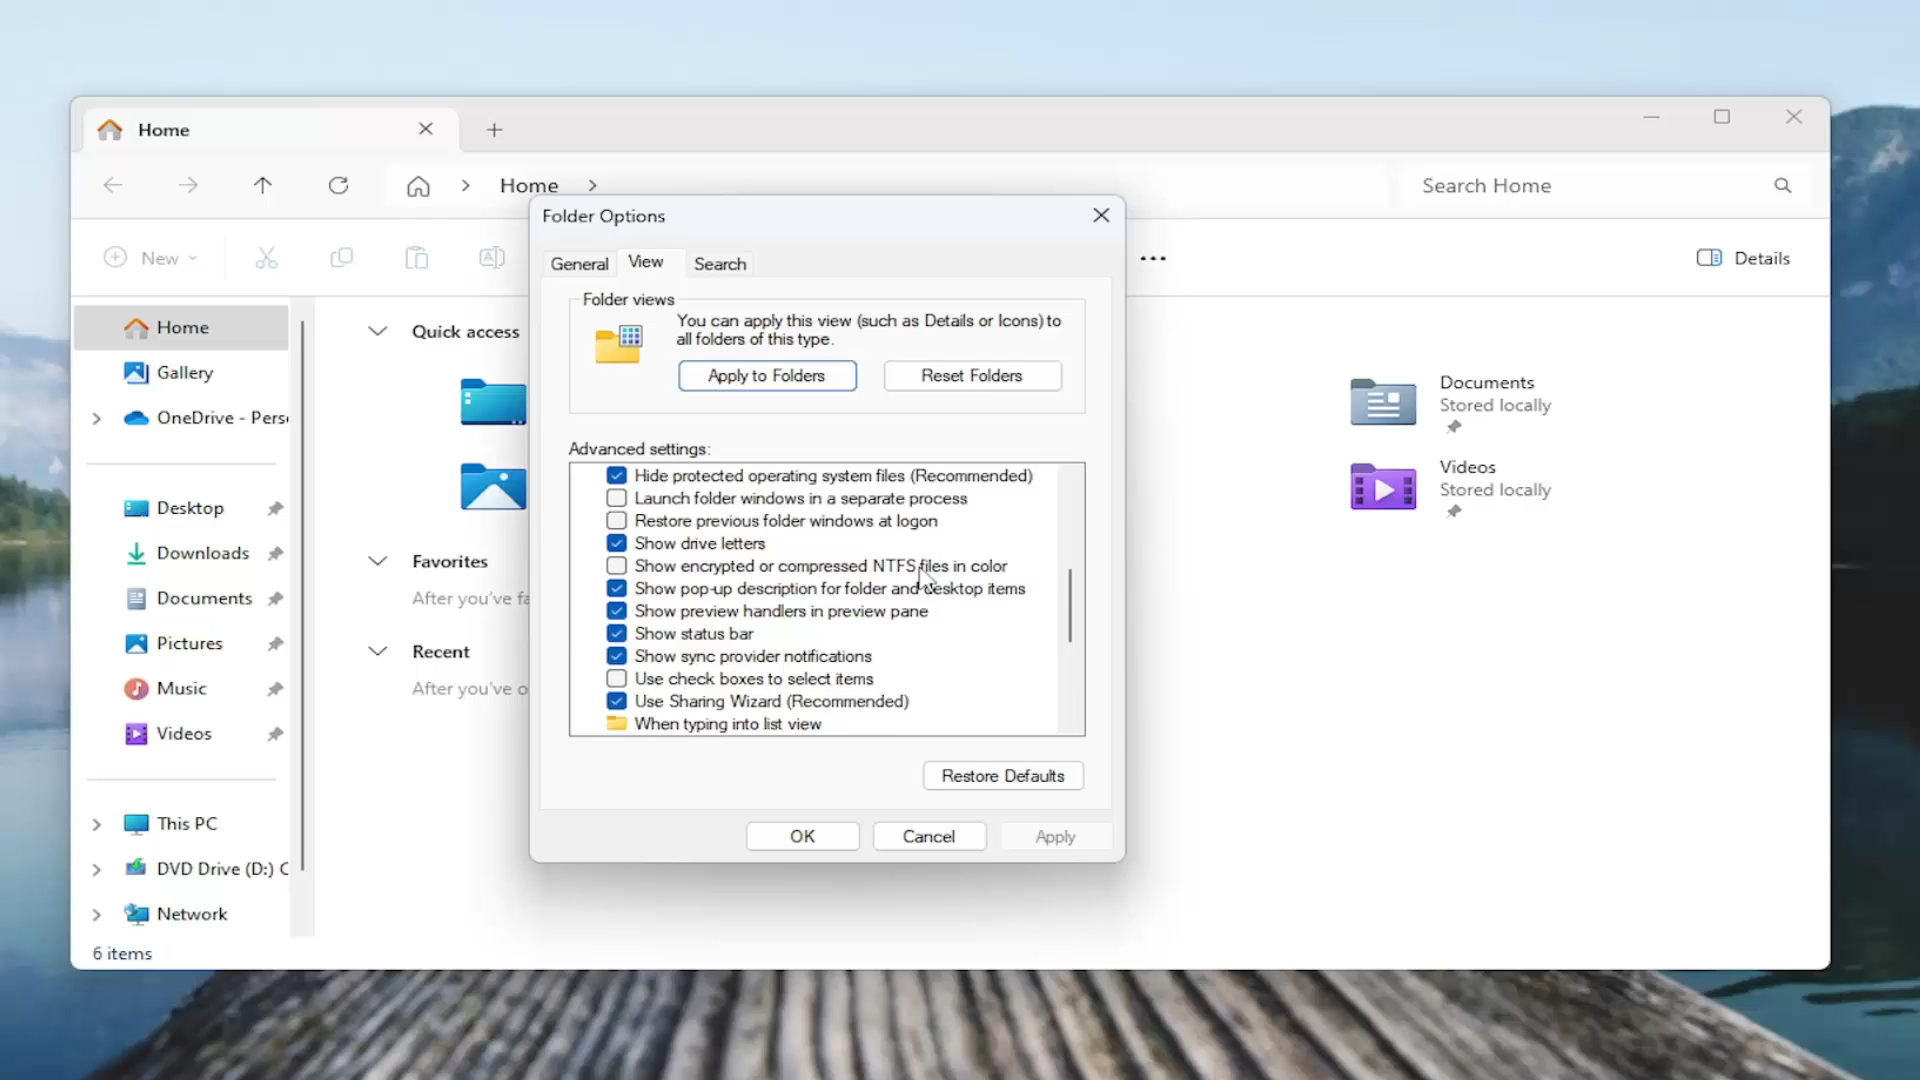 Home
Home
Search Home
New
Details
Home
Gallery
OneDrive - Pers
Desktop
Downloads
Documents
Pictures
Music
Videos
This PC
DVD Drive (D:) C
Network
6 items
Quick access
Documents
Stored locally
Videos
Stored locally
Favorites
After you've fa
Recent
After you've o
Folder Options
General
View
Search
Folder views
You can apply this view (such as Details or Icons) to
all folders of this type.
Apply to Folders
Reset Folders
Advanced settings:
Hide protected operating system files (Recommended)
Launch folder windows in a separate process
Restore previous folder windows at logon
Show drive letters
Show encrypted or compressed NTFS files in color
Show pop-up description for folder and desktop items
Show preview handlers in preview pane
Show status bar
Show sync provider notifications
Use check boxes to select items
Use Sharing Wizard (Recommended)
When typing into list view
Restore Defaults
OK
Cancel
Apply